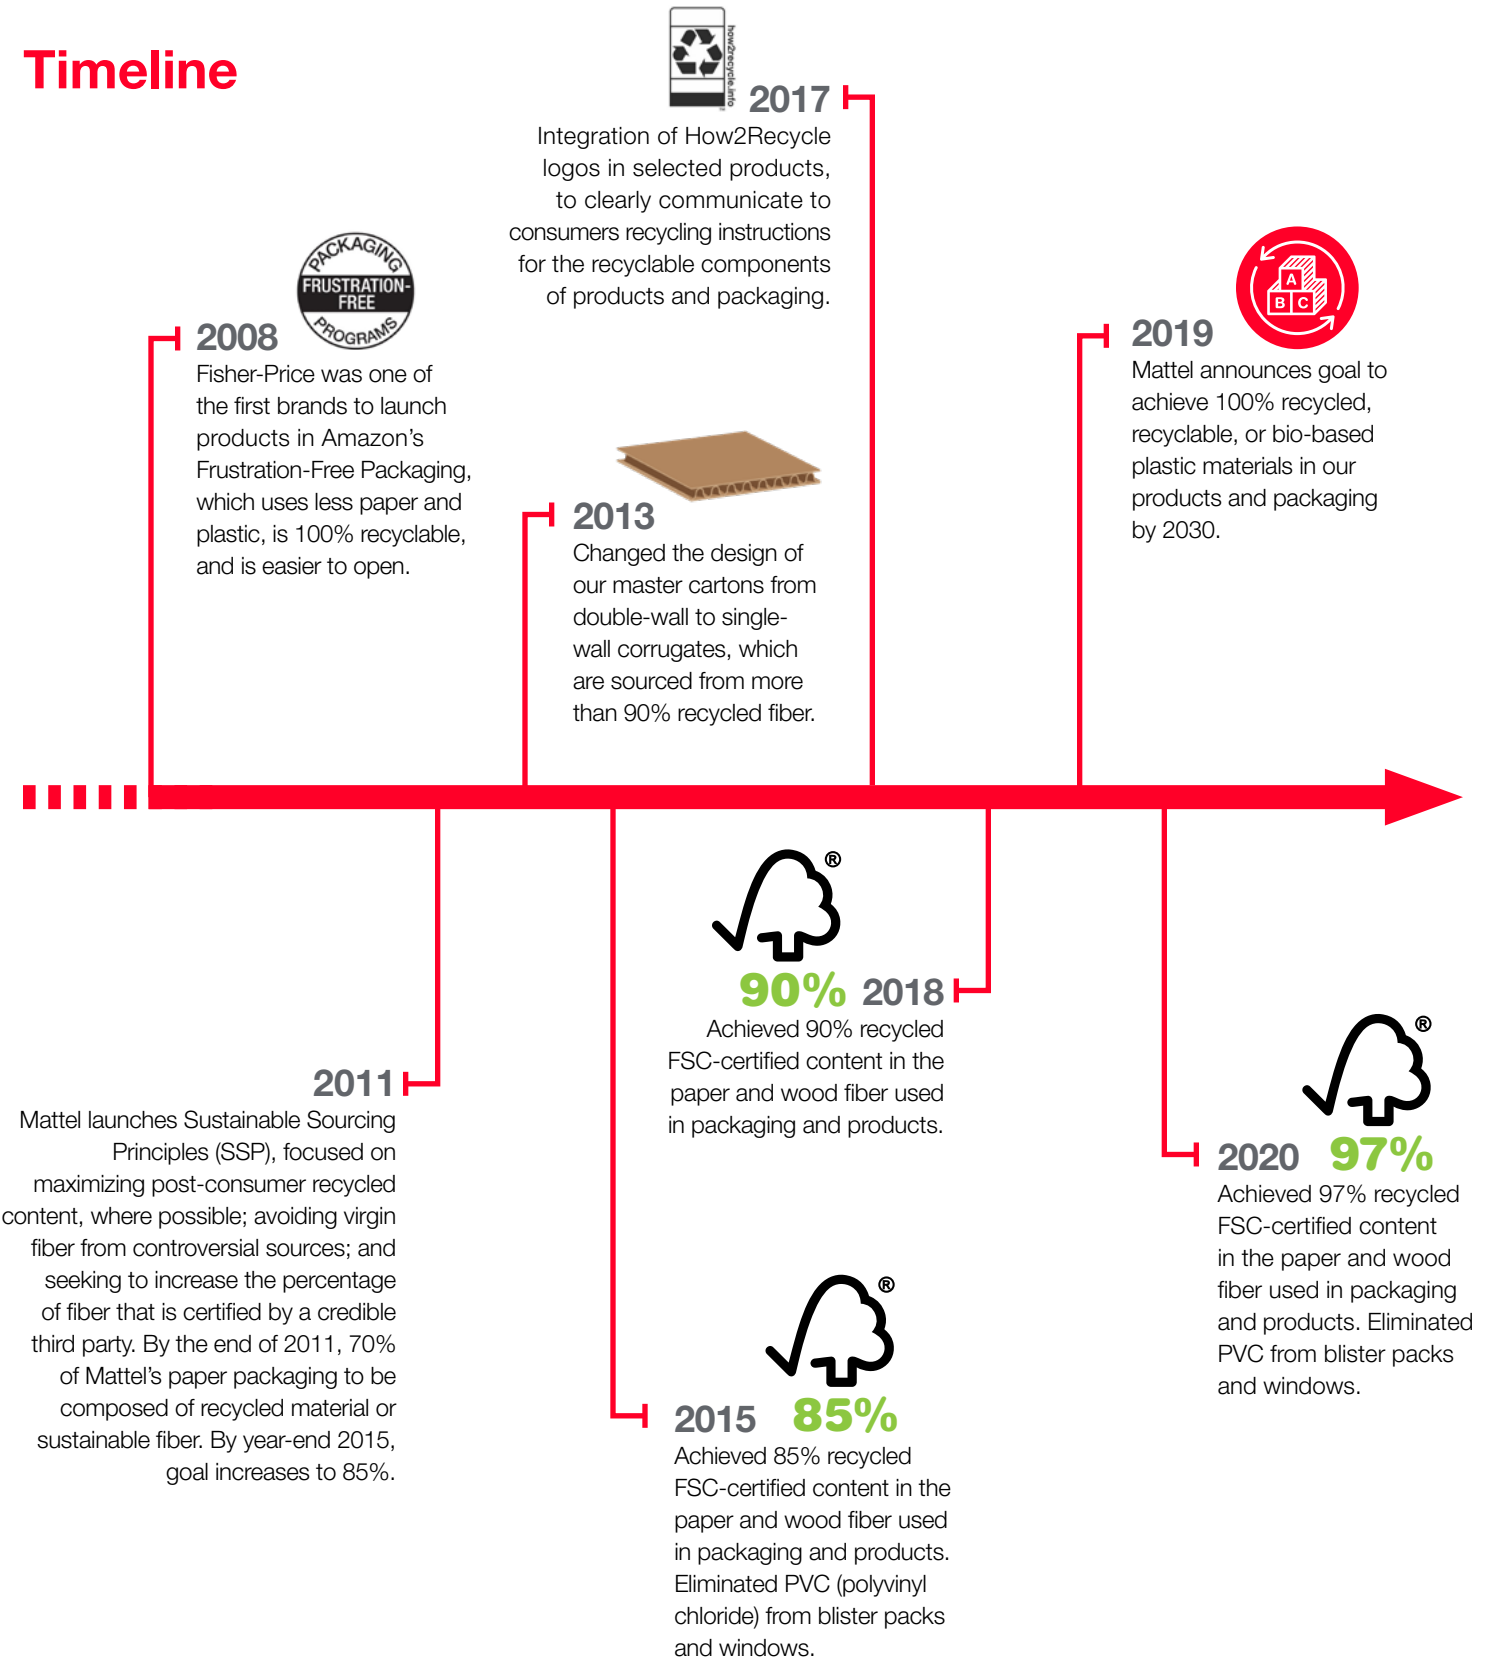 Timeline
how2recycle.info
2017
Integration of How2Recycle
logos in selected products,
to clearly communicate to
consumers recycling instructions
for the recyclable components
of products and packaging.
PACKAGING
FRUSTRATION-
FREE
PROGRAMS
2008
Fisher-Price was one of
the first brands to launch
products in Amazon’s
Frustration-Free Packaging,
which uses less paper and
plastic, is 100% recyclable,
and is easier to open.
2013
Changed the design of
our master cartons from
double-wall to single-
wall corrugates, which
are sourced from more
than 90% recycled fiber.
A
B C
2019
Mattel announces goal to
achieve 100% recycled,
recyclable, or bio-based
plastic materials in our
products and packaging
by 2030.
2011
Mattel launches Sustainable Sourcing
Principles (SSP), focused on
maximizing post-consumer recycled
content, where possible; avoiding virgin
fiber from controversial sources; and
seeking to increase the percentage
of fiber that is certified by a credible
third party. By the end of 2011, 70%
of Mattel’s paper packaging to be
composed of recycled material or
sustainable fiber. By year-end 2015,
goal increases to 85%.
®
90% 2018
Achieved 90% recycled
FSC-certified content in the
paper and wood fiber used
in packaging and products.
®
2015 85%
Achieved 85% recycled
FSC-certified content in the
paper and wood fiber used
in packaging and products.
Eliminated PVC (polyvinyl
chloride) from blister packs
and windows.
®
2020 97%
Achieved 97% recycled
FSC-certified content
in the paper and wood
fiber used in packaging
and products. Eliminated
PVC from blister packs
and windows.